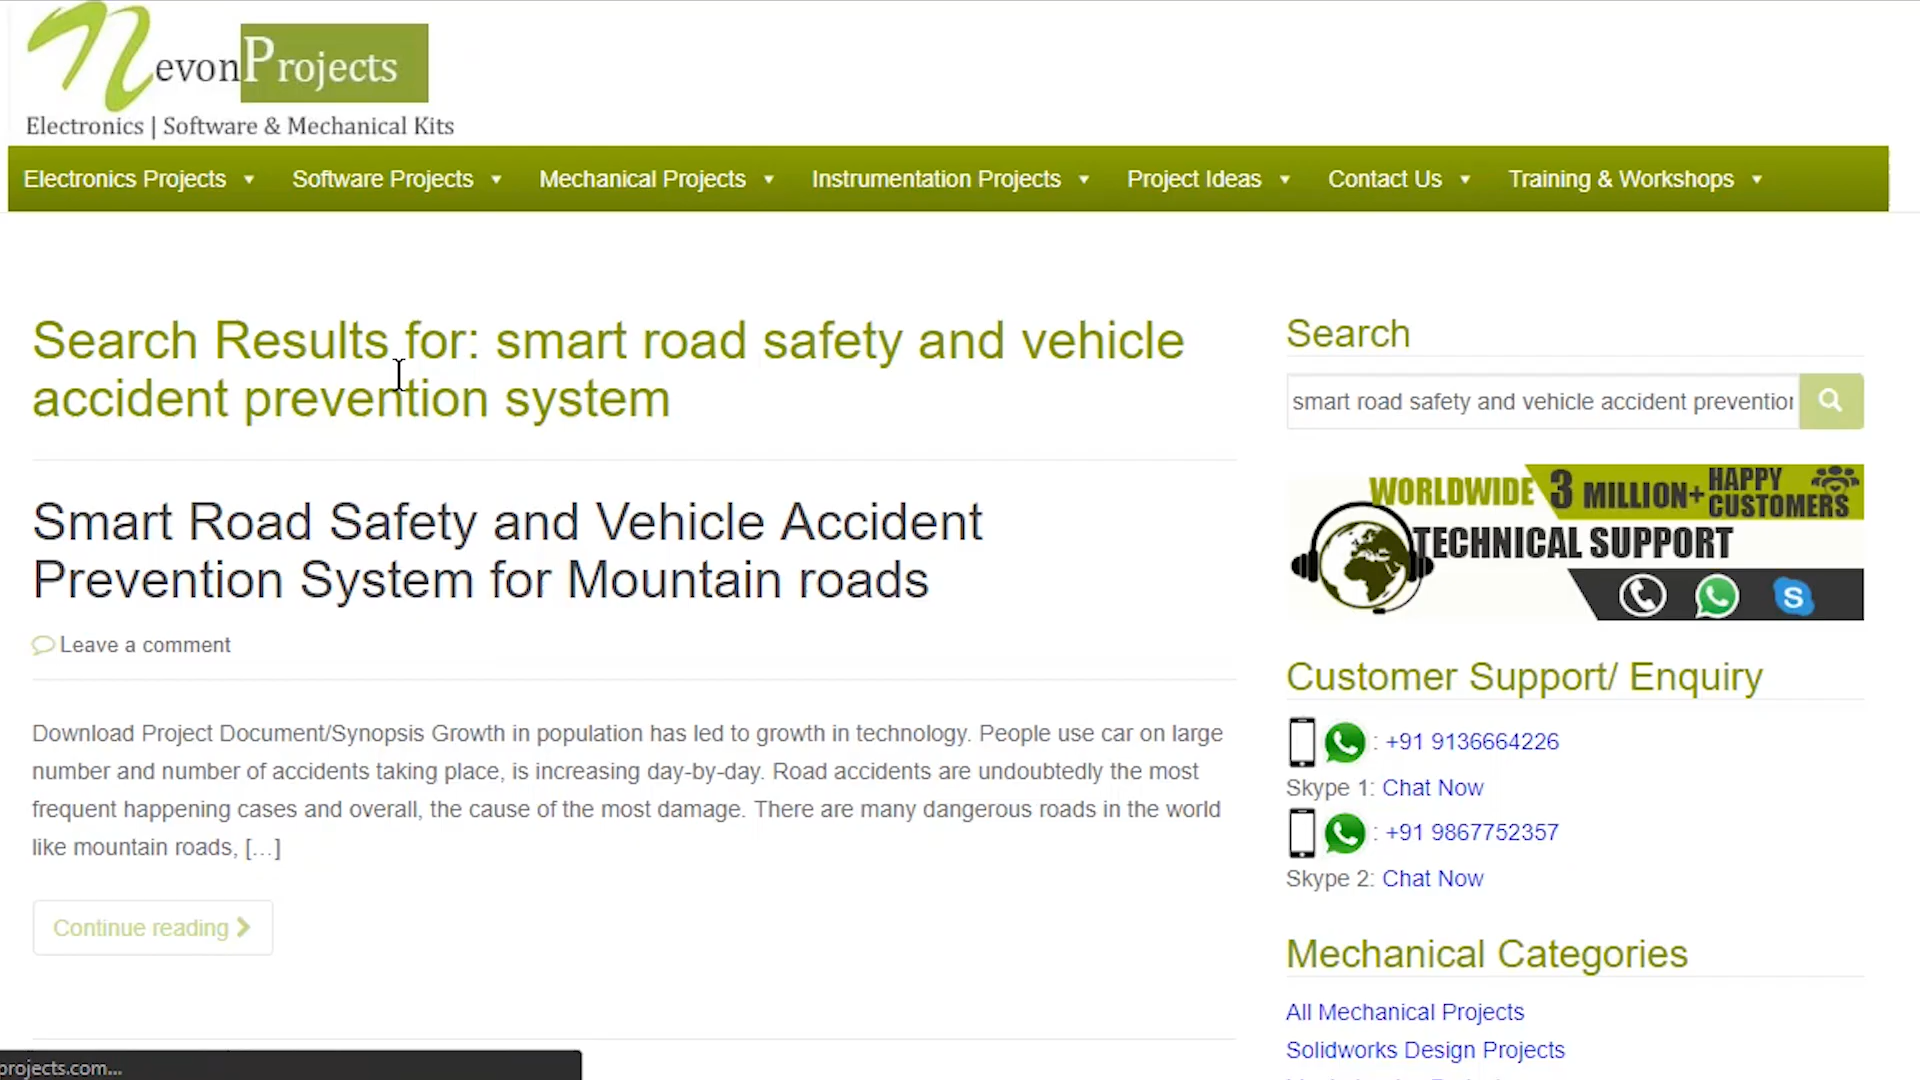 NevonProjects
Electronics | Software & Mechanical Kits
Electronics Projects Software Projects Mechanical Projects Instrumentation Projects Project Ideas Contact Us Training & Workshops
Search Results for: smart road safety and vehicle
accident prevention system
Smart Road Safety and Vehicle Accident
Prevention System for Mountain roads
Leave a comment
Download Project Document/Synopsis Growth in population has led to growth in technology. People use car on large
number and number of accidents taking place, is increasing day-by-day. Road accidents are undoubtedly the most
frequent happening cases and overall, the cause of the most damage. There are many dangerous roads in the world
like mountain roads, […]
Continue reading
Search
smart road safety and vehicle accident prevention
WORLDWIDE 3 MILLION+ HAPPY CUSTOMERS
TECHNICAL SUPPORT
Customer Support/ Enquiry
: +91 9136664226
Skype 1: Chat Now
: +91 9867752357
Skype 2: Chat Now
Mechanical Categories
All Mechanical Projects
Solidworks Design Projects
projects.com...